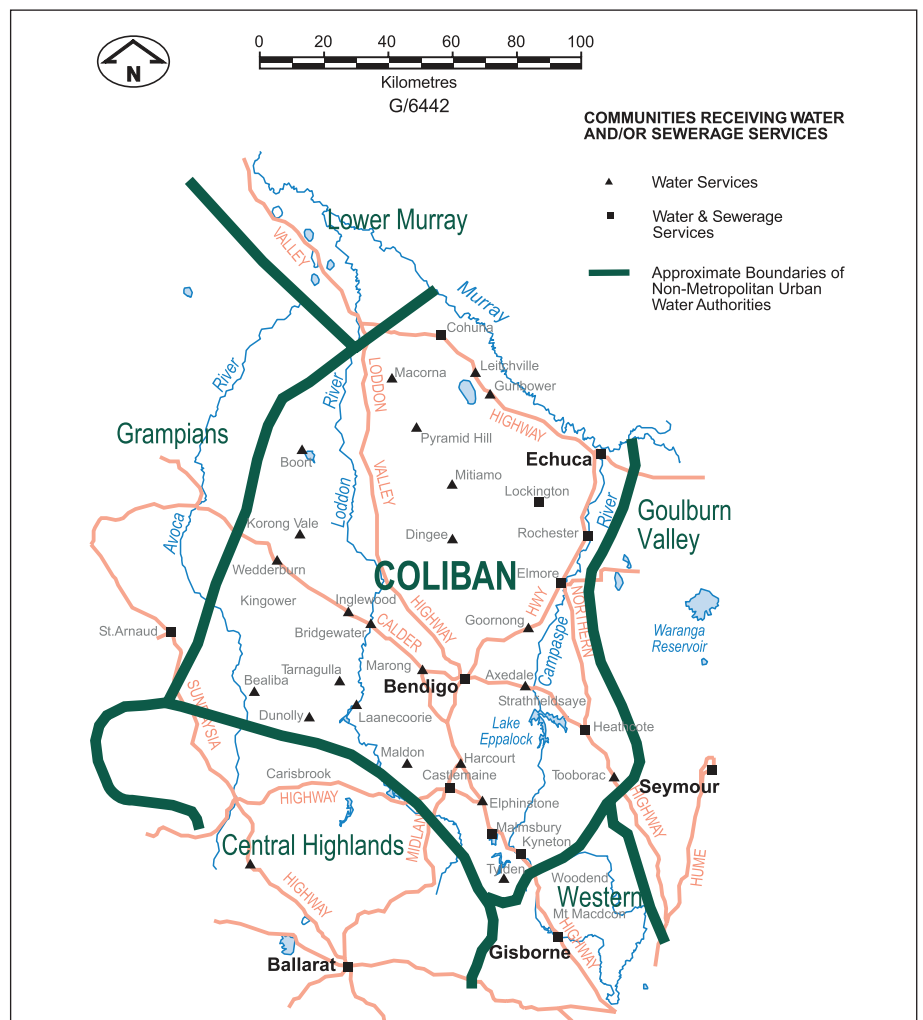 0 20 40 60 80 100
Kilometres
G/6442
N
COMMUNITIES RECEIVING WATER
AND/OR SEWERAGE SERVICES
Water Services
Water & Sewerage
Services
Approximate Boundaries of
Non-Metropolitan Urban
Water Authorities
Lower Murray
VALLEY
Murray
Cohuna
River
River
LODDON
Macorna
Leitchville
Gunbower
HIGHWAY
Grampians
Pyramid Hill
Boort
Echuca
VALLEY
Mitiamo
Loddon
Lockington
River
Goulburn
Valley
Avoca
Korong Vale
Dingee
Rochester
Wedderburn
COLIBAN
Elmore
Kingower
Inglewood
HIGHWAY
HWY
NORTHERN
Bridgewater
CALDER
Goornong
Campaspe
Waranga
Reservoir
St.Arnaud
Tarnagulla
Marong
Bendigo
Axedale
Bealiba
Strathfieldsaye
SUNRAYSIA
Dunolly
Laanecoorie
Lake
Eppalock
Heathcote
Maldon
Harcourt
Carisbrook
Castlemaine
Tooborac
Seymour
HIGHWAY
Elphinstone
HIGHWAY
Malmsbury
MIDLAN
Kyneton
Central Highlands
HUME
Tylden
Woodend
Western
HIGHWAY
Mt Macdcon
Gisborne
HIGHWAY
Ballarat